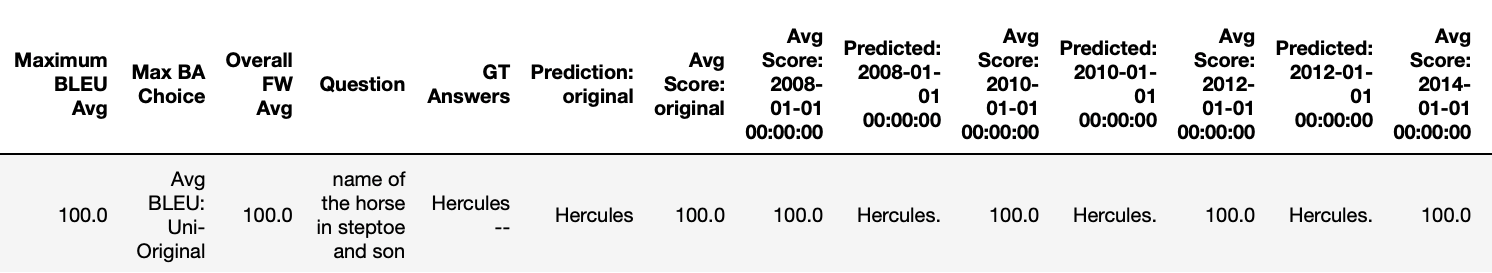 Maximum BLEU Avg Max BA Choice Overall FW Avg Question GT Answers Prediction: original Avg Score: original Avg Score: 2008-01-01 00:00:00 Predicted: 2008-01-01 00:00:00 Avg Score: 2010-01-01 00:00:00 Predicted: 2010-01-01 00:00:00 Avg Score: 2012-01-01 00:00:00 Predicted: 2012-01-01 00:00:00 Avg Score: 2014-01-01 00:00:00
100.0 Avg BLEU: Uni-Original 100.0 name of the horse in steptoe and son Hercules -- Hercules 100.0 100.0 Hercules. 100.0 Hercules. 100.0 Hercules. 100.0